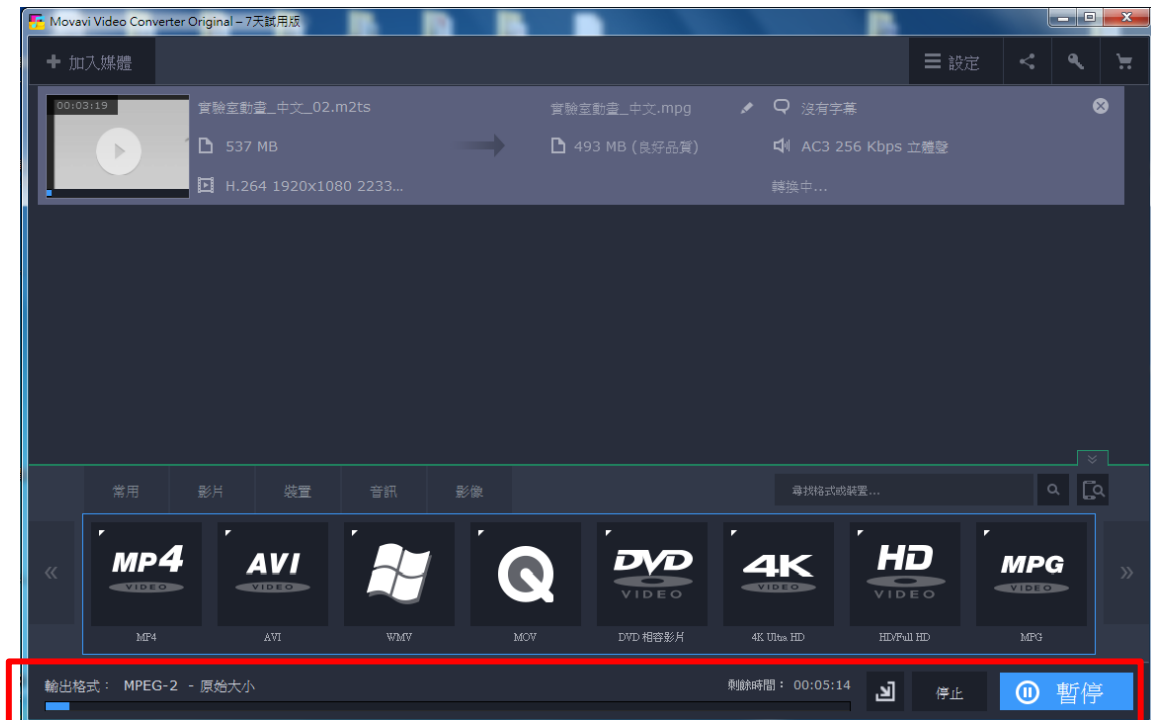 Movavi Video Converter Original – 7天試用版
加入媒體
設定
00:03:19
實驗室動畫_中文_02.m2ts
實驗室動畫_中文.mpg
沒有字幕
537 MB
493 MB (良好品質)
AC3 256 Kbps 立體聲
H.264 1920x1080 2233...
轉換中...
常用
影片
裝置
音訊
影像
尋找格式或裝置...
MP4 VIDEO
AVI VIDEO
DVD VIDEO
4K VIDEO
HD VIDEO
MPG VIDEO
MP4
AVI
WMV
MOV
DVD 相容影片
4K Ultra HD
HD/Full HD
MPG
輸出格式： MPEG-2 - 原始大小
剩餘時間： 00:05:14
停止
暫停